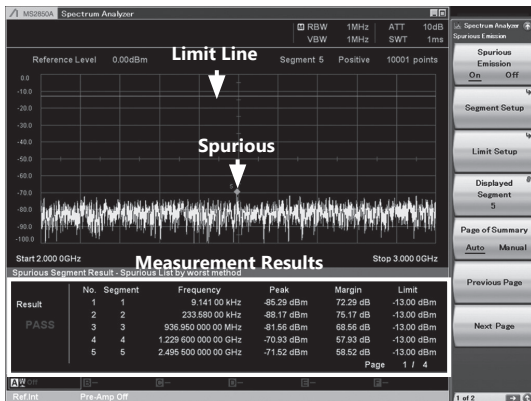 MS2850A Spectrum Analyzer
RBW 1MHz ATT 10dB
VBW 1MHz SWT 1ms
Reference Level 0.00dBm Segment 5 Positive 10001 points
Limit Line
0.0
-10.0
-20.0
-30.0
-40.0
-50.0
-60.0
-70.0
-80.0
-90.0
-100.0
Spurious
5
Start 2.000 0GHz Stop 3.000 0GHz
Measurement Results
Spurious Segment Result - Spurious List by worst method
No. Segment Frequency Peak Margin Limit
Result
PASS
1 1 9.141 00 kHz -85.29 dBm 72.29 dB -13.00 dBm
2 2 233.580 00 kHz -88.17 dBm 75.17 dB -13.00 dBm
3 3 936.950 000 00 MHz -81.56 dBm 68.56 dB -13.00 dBm
4 4 1.229 600 000 00 GHz -70.93 dBm 57.93 dB -13.00 dBm
5 5 2.495 500 000 00 GHz -71.52 dBm 58.52 dB -13.00 dBm
Page 1 / 4
Off
Ref.Int Pre-Amp Off
Spectrum Analyzer
Spurious Emission
Spurious
Emission
On Off
Segment Setup
Limit Setup
Displayed
Segment
5
Page of Summary
Auto Manual
Previous Page
Next Page
1 of 2